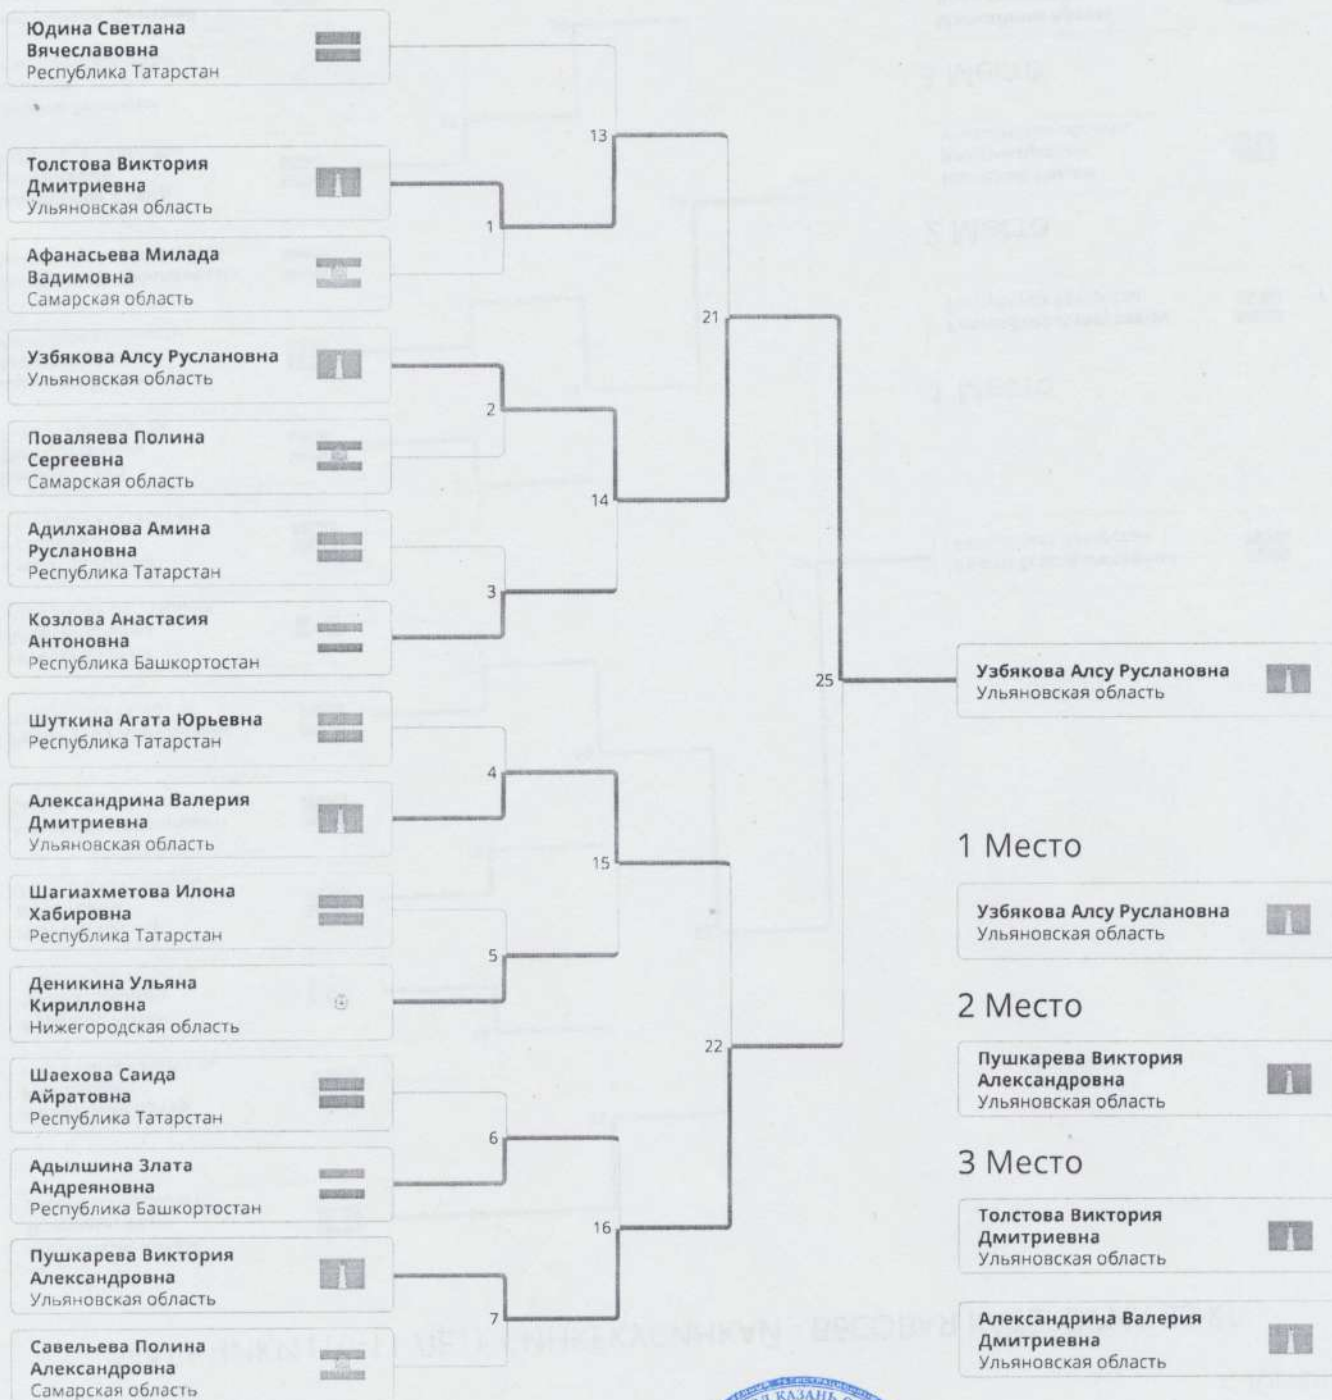 Юдина Светлана
Вячеславовна
Республика Татарстан
Толстова Виктория
Дмитриевна
Ульяновская область
Афанасьева Милада
Вадимовна
Самарская область
Узбякова Алсу Руслановна
Ульяновская область
Поваляева Полина
Сергеевна
Самарская область
Адилханова Амина
Руслановна
Республика Татарстан
Козлова Анастасия
Антоновна
Республика Башкортостан
Шуткина Агата Юрьевна
Республика Татарстан
Александрина Валерия
Дмитриевна
Ульяновская область
Шагиахметова Илона
Хабировна
Республика Татарстан
Деникина Ульяна
Кирилловна
Нижегородская область
Шаехова Саида
Айратовна
Республика Татарстан
Адылшина Злата
Андреяновна
Республика Башкортостан
Пушкарева Виктория
Александровна
Ульяновская область
Савельева Полина
Александровна
Самарская область
1
2
3
4
5
6
7
13
14
15
16
21
22
25
Узбякова Алсу Руслановна
Ульяновская область
1 Место
Узбякова Алсу Руслановна
Ульяновская область
2 Место
Пушкарева Виктория
Александровна
Ульяновская область
3 Место
Толстова Виктория
Дмитриевна
Ульяновская область
Александрина Валерия
Дмитриевна
Ульяновская область
КАЗАНЬ